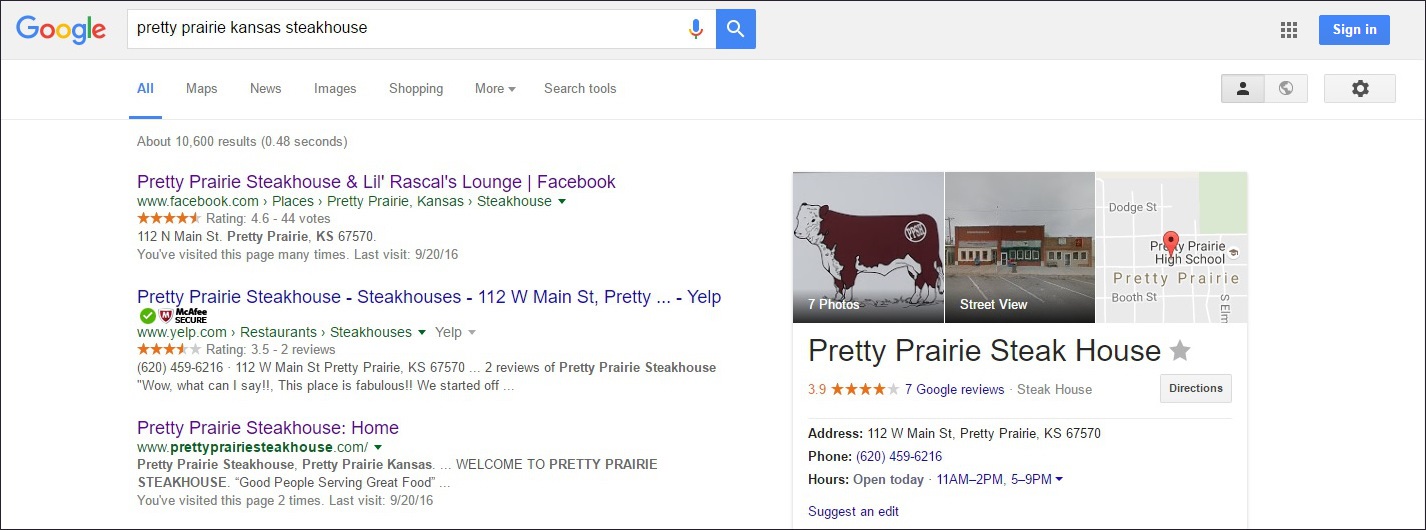 Google
pretty prairie kansas steakhouse
Sign in
All Maps News Images Shopping More Search tools
About 10,600 results (0.48 seconds)
Pretty Prairie Steakhouse & Lil' Rascal's Lounge | Facebook
www.facebook.com › Places › Pretty Prairie, Kansas › Steakhouse
Rating: 4.6 - 44 votes
112 N Main St. Pretty Prairie, KS 67570.
You've visited this page many times. Last visit: 9/20/16
Pretty Prairie Steakhouse - Steakhouses - 112 W Main St, Pretty ... - Yelp
McAfee
SECURE
www.yelp.com › Restaurants › Steakhouses Yelp
Rating: 3.5 - 2 reviews
(620) 459-6216 · 112 W Main St Pretty Prairie, KS 67570 ... 2 reviews of Pretty Prairie Steakhouse
"Wow, what can I say!!, This place is fabulous!! We started off ...
Pretty Prairie Steakhouse: Home
www.prettyprairiesteakhouse.com/
Pretty Prairie Steakhouse, Pretty Prairie Kansas. ... WELCOME TO PRETTY PRAIRIE
STEAKHOUSE. “Good People Serving Great Food” ...
You've visited this page 2 times. Last visit: 9/20/16
PPSH
7 Photos
Street View
Dodge St
Pretty Prairie
High School
Pretty Prairie
Booth St
S Elm
Pretty Prairie Steak House
3.9 7 Google reviews · Steak House
Directions
Address: 112 W Main St, Pretty Prairie, KS 67570
Phone: (620) 459-6216
Hours: Open today · 11AM–2PM, 5–9PM
Suggest an edit